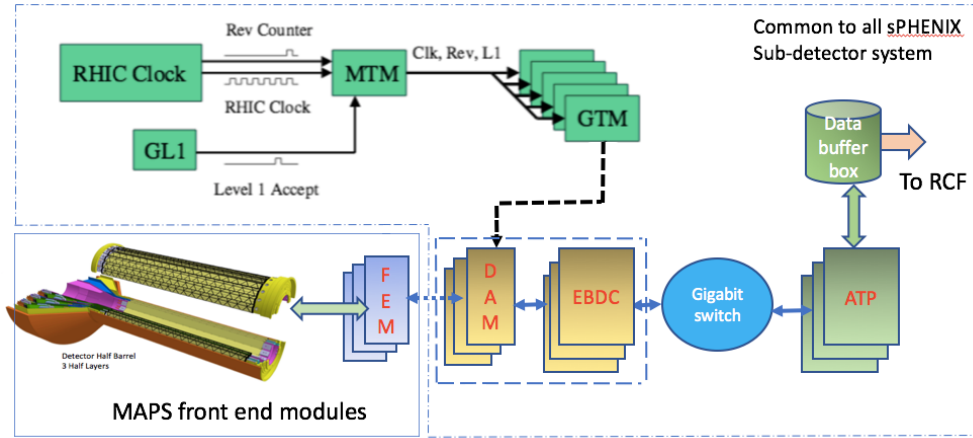 Rev Counter
Common to all sPHENIX
Sub-detector system
RHIC Clock
MTM
Clk, Rev, L1
RHIC Clock
GTM
GL1
Level 1 Accept
Data
buffer
box
To RCF
F
E
M
D
A
M
EBDC
Gigabit
switch
ATP
Detector Half Barrel
3 Half Layers
MAPS front end modules